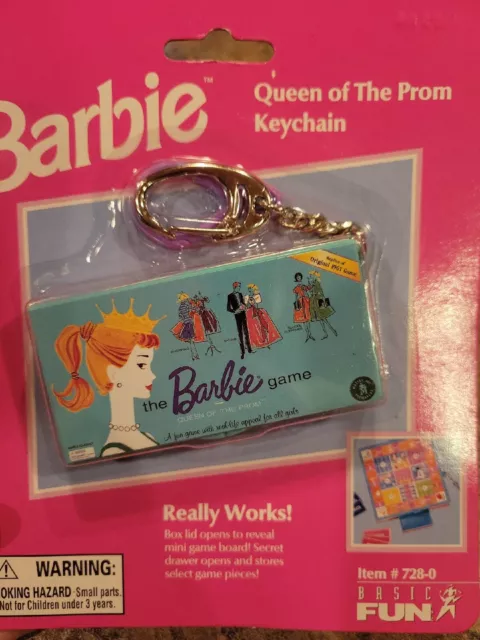 Barbie™
Queen of The Prom
Keychain
Replica of
Original 1961 Game
the Barbie game
QUEEN OF THE PROM
A fun game with real-life appeal for all girls
Really Works!
Box lid opens to reveal
mini game board! Secret
drawer opens and stores
select game pieces!
WARNING:
OKING HAZARD-Small parts.
Not for Children under 3 years.
Item # 728-0
BASIC
FUN